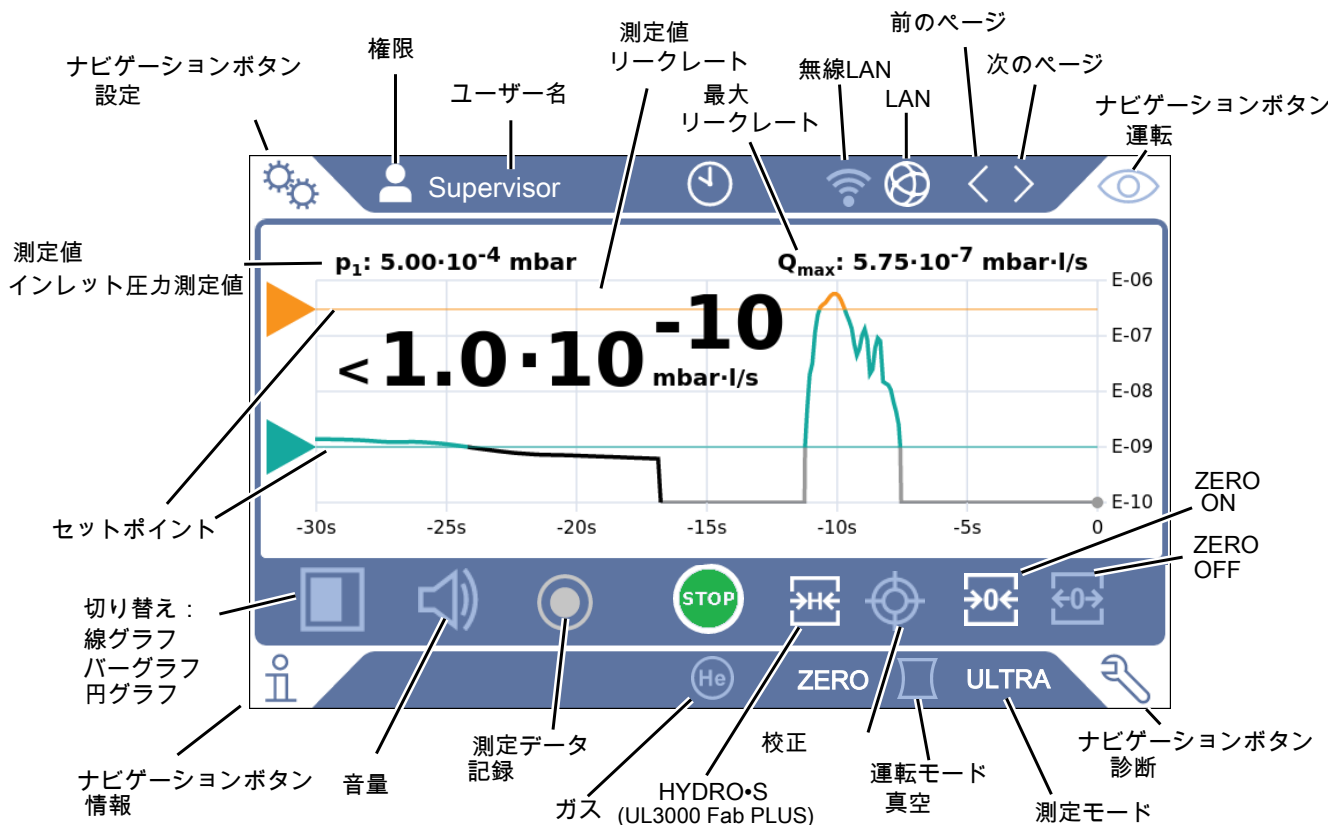 前のページ
権限
測定値
リークレート
ナビゲーションボタン
設定
無線LAN
次のページ
ユーザー名
最大
リークレート
LAN
ナビゲーションボタン
運転
Supervisor
測定値
インレット圧力測定値
p1: 5.00·10-4 mbar
Qmax: 5.75·10-7 mbar·l/s
E-06
<1.0·10-10
mbar·l/s
E-07
E-08
E-09
E-10
-30s
-25s
-20s
-15s
-10s
-5s
0
セットポイント
ZERO
ON
ZERO
OFF
STOP
→H←
→0←
←0→
切り替え：
線グラフ
バーグラフ
円グラフ
He
ZERO
ULTRA
ナビゲーションボタン
情報
音量
測定データ
記録
ガス
HYDRO•S
(UL3000 Fab PLUS)
校正
運転モード
真空
測定モード
ナビゲーションボタン
診断